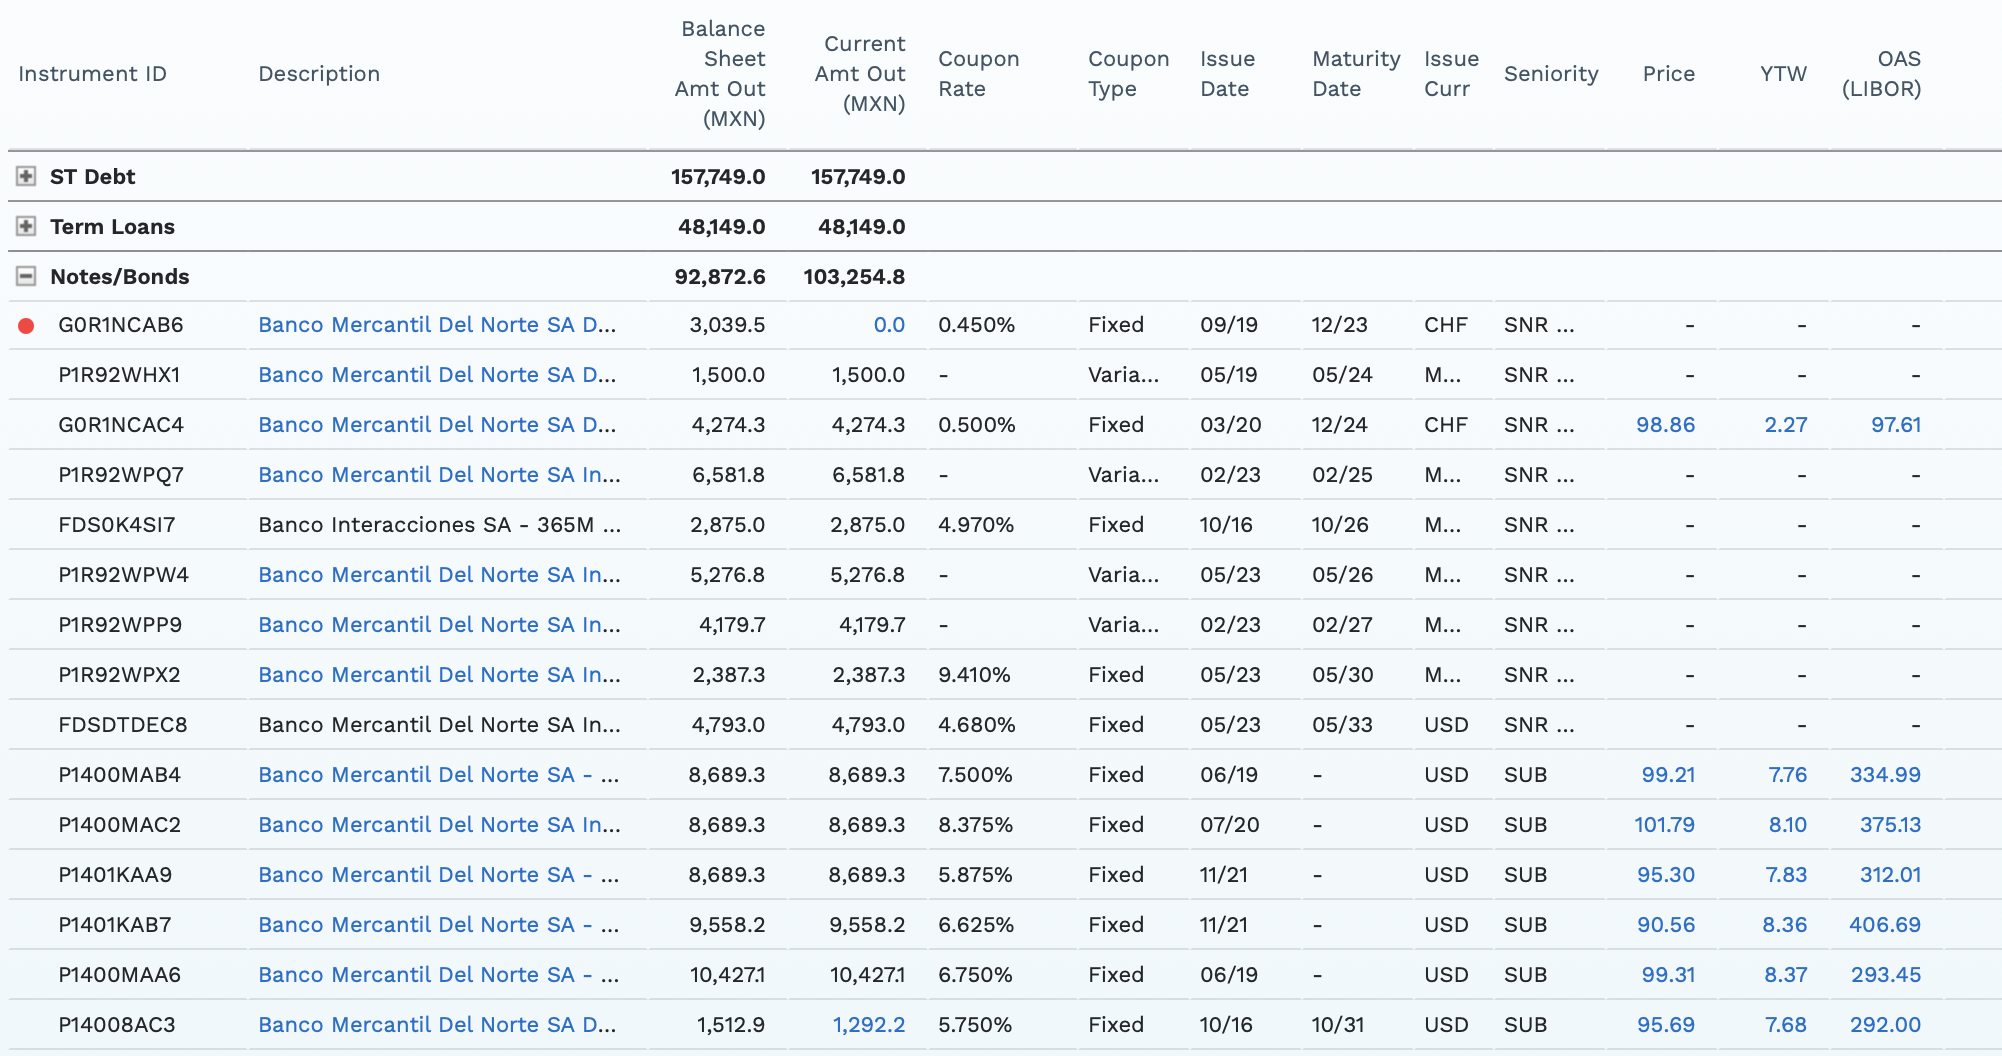 Instrument ID Description Balance Sheet Amt Out (MXN) Current Amt Out (MXN) Coupon Rate Coupon Type Issue Date Maturity Date Issue Curr Seniority Price YTW OAS (LIBOR)
ST Debt 157,749.0 157,749.0
Term Loans 48,149.0 48,149.0
Notes/Bonds 92,872.6 103,254.8
G0R1NCAB6 Banco Mercantil Del Norte SA D... 3,039.5 0.0 0.450% Fixed 09/19 12/23 CHF SNR ... - - -
P1R92WHX1 Banco Mercantil Del Norte SA D... 1,500.0 1,500.0 - Varia... 05/19 05/24 M... SNR ... - - -
G0R1NCAC4 Banco Mercantil Del Norte SA D... 4,274.3 4,274.3 0.500% Fixed 03/20 12/24 CHF SNR ... 98.86 2.27 97.61
P1R92WPQ7 Banco Mercantil Del Norte SA In... 6,581.8 6,581.8 - Varia... 02/23 02/25 M... SNR ... - - -
FDS0K4SI7 Banco Interacciones SA - 365M ... 2,875.0 2,875.0 4.970% Fixed 10/16 10/26 M... SNR ... - - -
P1R92WPW4 Banco Mercantil Del Norte SA In... 5,276.8 5,276.8 - Varia... 05/23 05/26 M... SNR ... - - -
P1R92WPP9 Banco Mercantil Del Norte SA In... 4,179.7 4,179.7 - Varia... 02/23 02/27 M... SNR ... - - -
P1R92WPX2 Banco Mercantil Del Norte SA In... 2,387.3 2,387.3 9.410% Fixed 05/23 05/30 M... SNR ... - - -
FDSDTDEC8 Banco Mercantil Del Norte SA In... 4,793.0 4,793.0 4.680% Fixed 05/23 05/33 USD SNR ... - - -
P1400MAB4 Banco Mercantil Del Norte SA - ... 8,689.3 8,689.3 7.500% Fixed 06/19 - USD SUB 99.21 7.76 334.99
P1400MAC2 Banco Mercantil Del Norte SA In... 8,689.3 8,689.3 8.375% Fixed 07/20 - USD SUB 101.79 8.10 375.13
P1401KAA9 Banco Mercantil Del Norte SA - ... 8,689.3 8,689.3 5.875% Fixed 11/21 - USD SUB 95.30 7.83 312.01
P1401KAB7 Banco Mercantil Del Norte SA - ... 9,558.2 9,558.2 6.625% Fixed 11/21 - USD SUB 90.56 8.36 406.69
P1400MAA6 Banco Mercantil Del Norte SA - ... 10,427.1 10,427.1 6.750% Fixed 06/19 - USD SUB 99.31 8.37 293.45
P14008AC3 Banco Mercantil Del Norte SA D... 1,512.9 1,292.2 5.750% Fixed 10/16 10/31 USD SUB 95.69 7.68 292.00